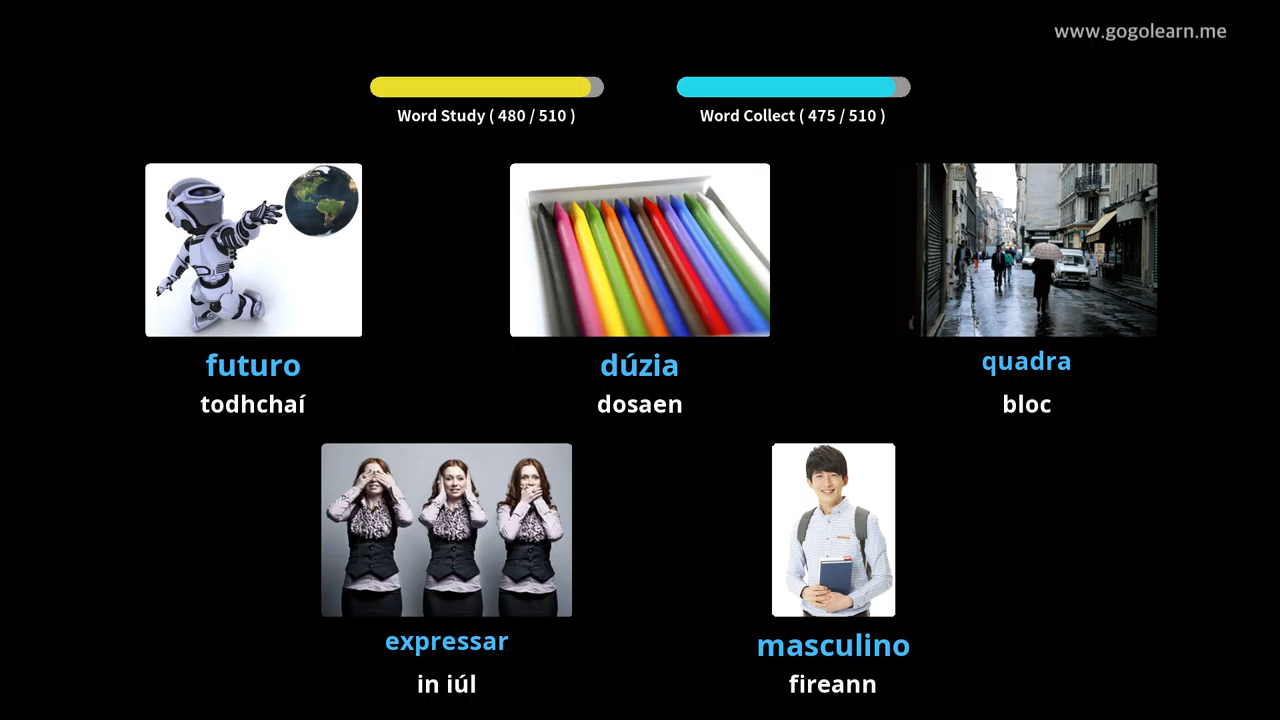 www.gogolearn.me
Word Study ( 480 / 510 )
Word Collect ( 475 / 510 )
futuro
todhchaí
dúzia
dosaen
quadra
bloc
expressar
in iúl
masculino
fireann